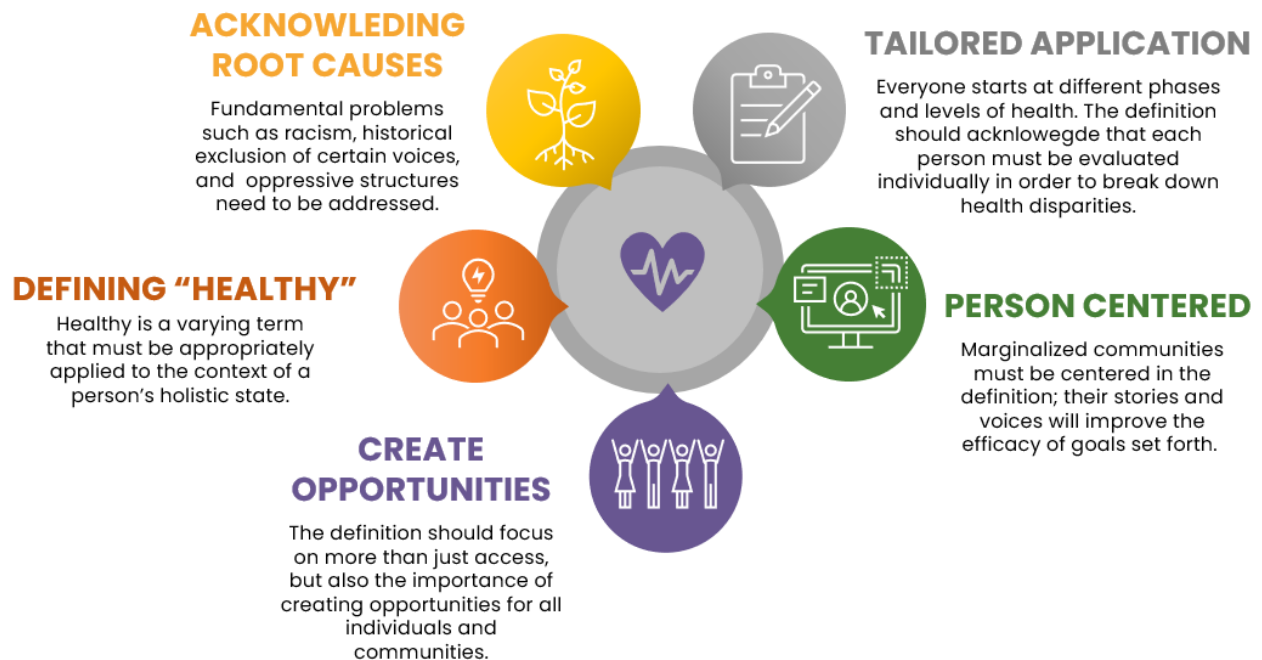 ACKNOWLEDING
ROOT CAUSES
Fundamental problems
such as racism, historical
exclusion of certain voices,
and oppressive structures
need to be addressed.
TAILORED APPLICATION
Everyone starts at different phases
and levels of health. The definition
should acknlowegde that each
person must be evaluated
individually in order to break down
health disparities.
DEFINING “HEALTHY”
Healthy is a varying term
that must be appropriately
applied to the context of a
person’s holistic state.
PERSON CENTERED
Marginalized communities
must be centered in the
definition; their stories and
voices will improve the
efficacy of goals set forth.
CREATE
OPPORTUNITIES
The definition should focus
on more than just access,
but also the importance of
creating opportunities for all
individuals and
communities.